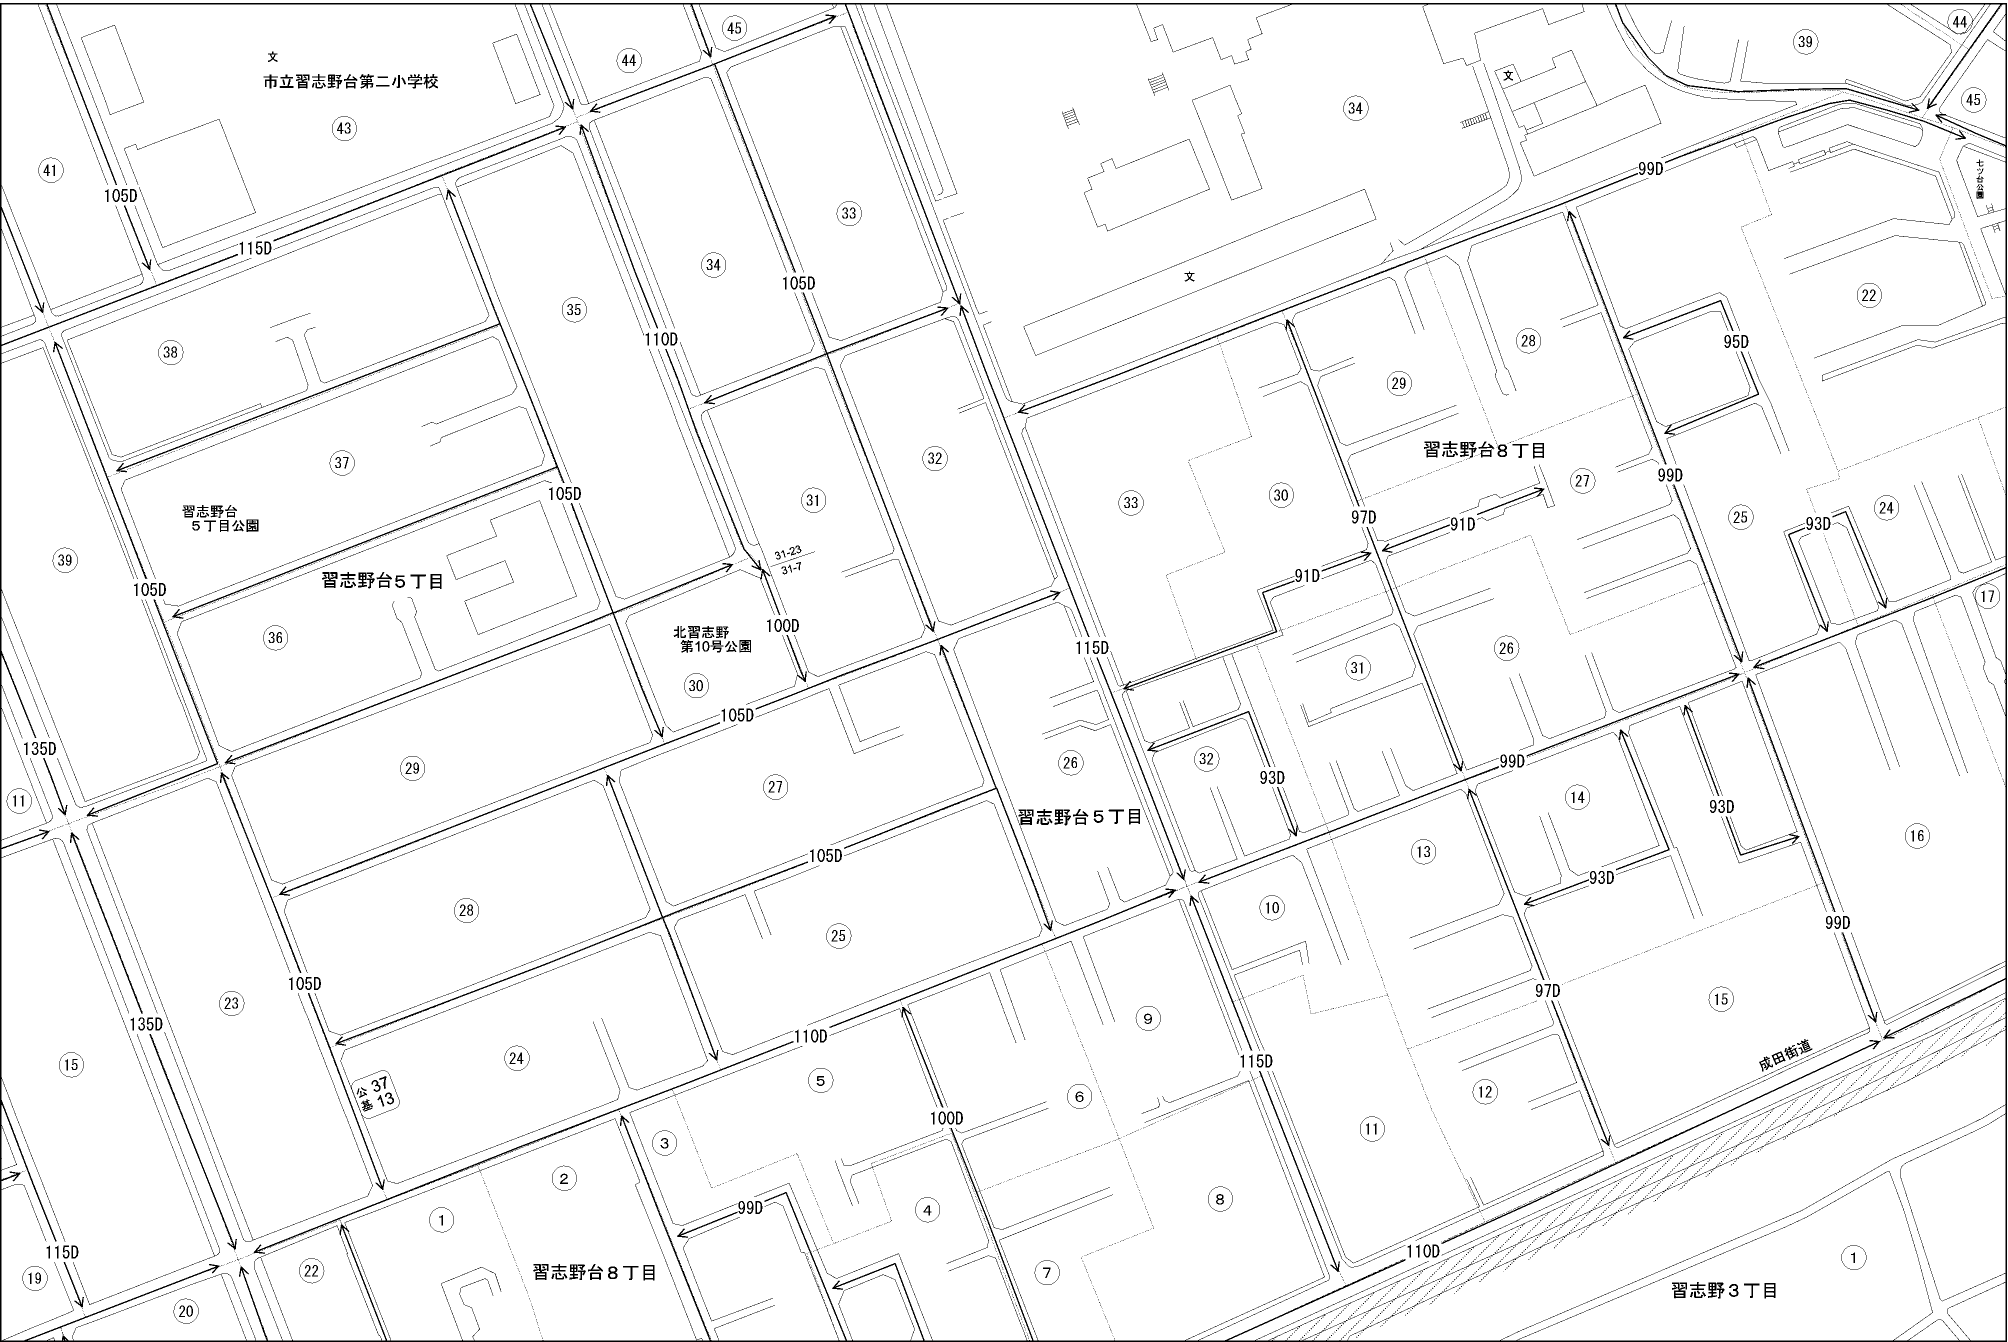 45
44
39
44
文
文
45
市立習志野台第二小学校
34
43
41
99D
七ツ台公園
105D
33
115D
34
文
105D
22
35
110D
28
95D
38
29
習志野台8丁目
32
37
99D
27
105D
31
33
30
24
習志野台
5丁目公園
97D
91D
25
93D
31-23
31-7
39
習志野台5丁目
91D
105D
17
100D
36
北習志野
第10号公園
115D
26
31
30
105D
135D
29
26
32
99D
93D
27
14
93D
11
習志野台5丁目
16
13
105D
93D
28
10
99D
25
105D
97D
15
23
135D
9
110D
成田街道
24
115D
15
5
公 37
基 13
12
6
100D
11
3
2
8
4
99D
1
115D
110D
22
習志野台8丁目
7
1
19
習志野3丁目
20